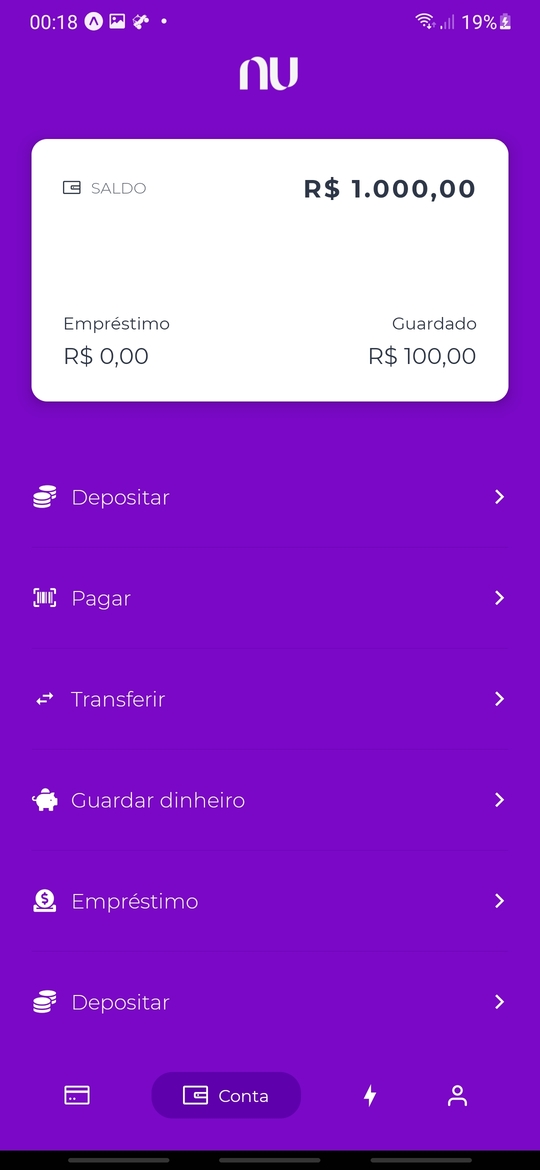 00:18
19%
nu
SALDO
R$ 1.000,00
Empréstimo
Guardado
R$ 0,00
R$ 100,00
Depositar
Pagar
Transferir
Guardar dinheiro
Empréstimo
Depositar
Conta